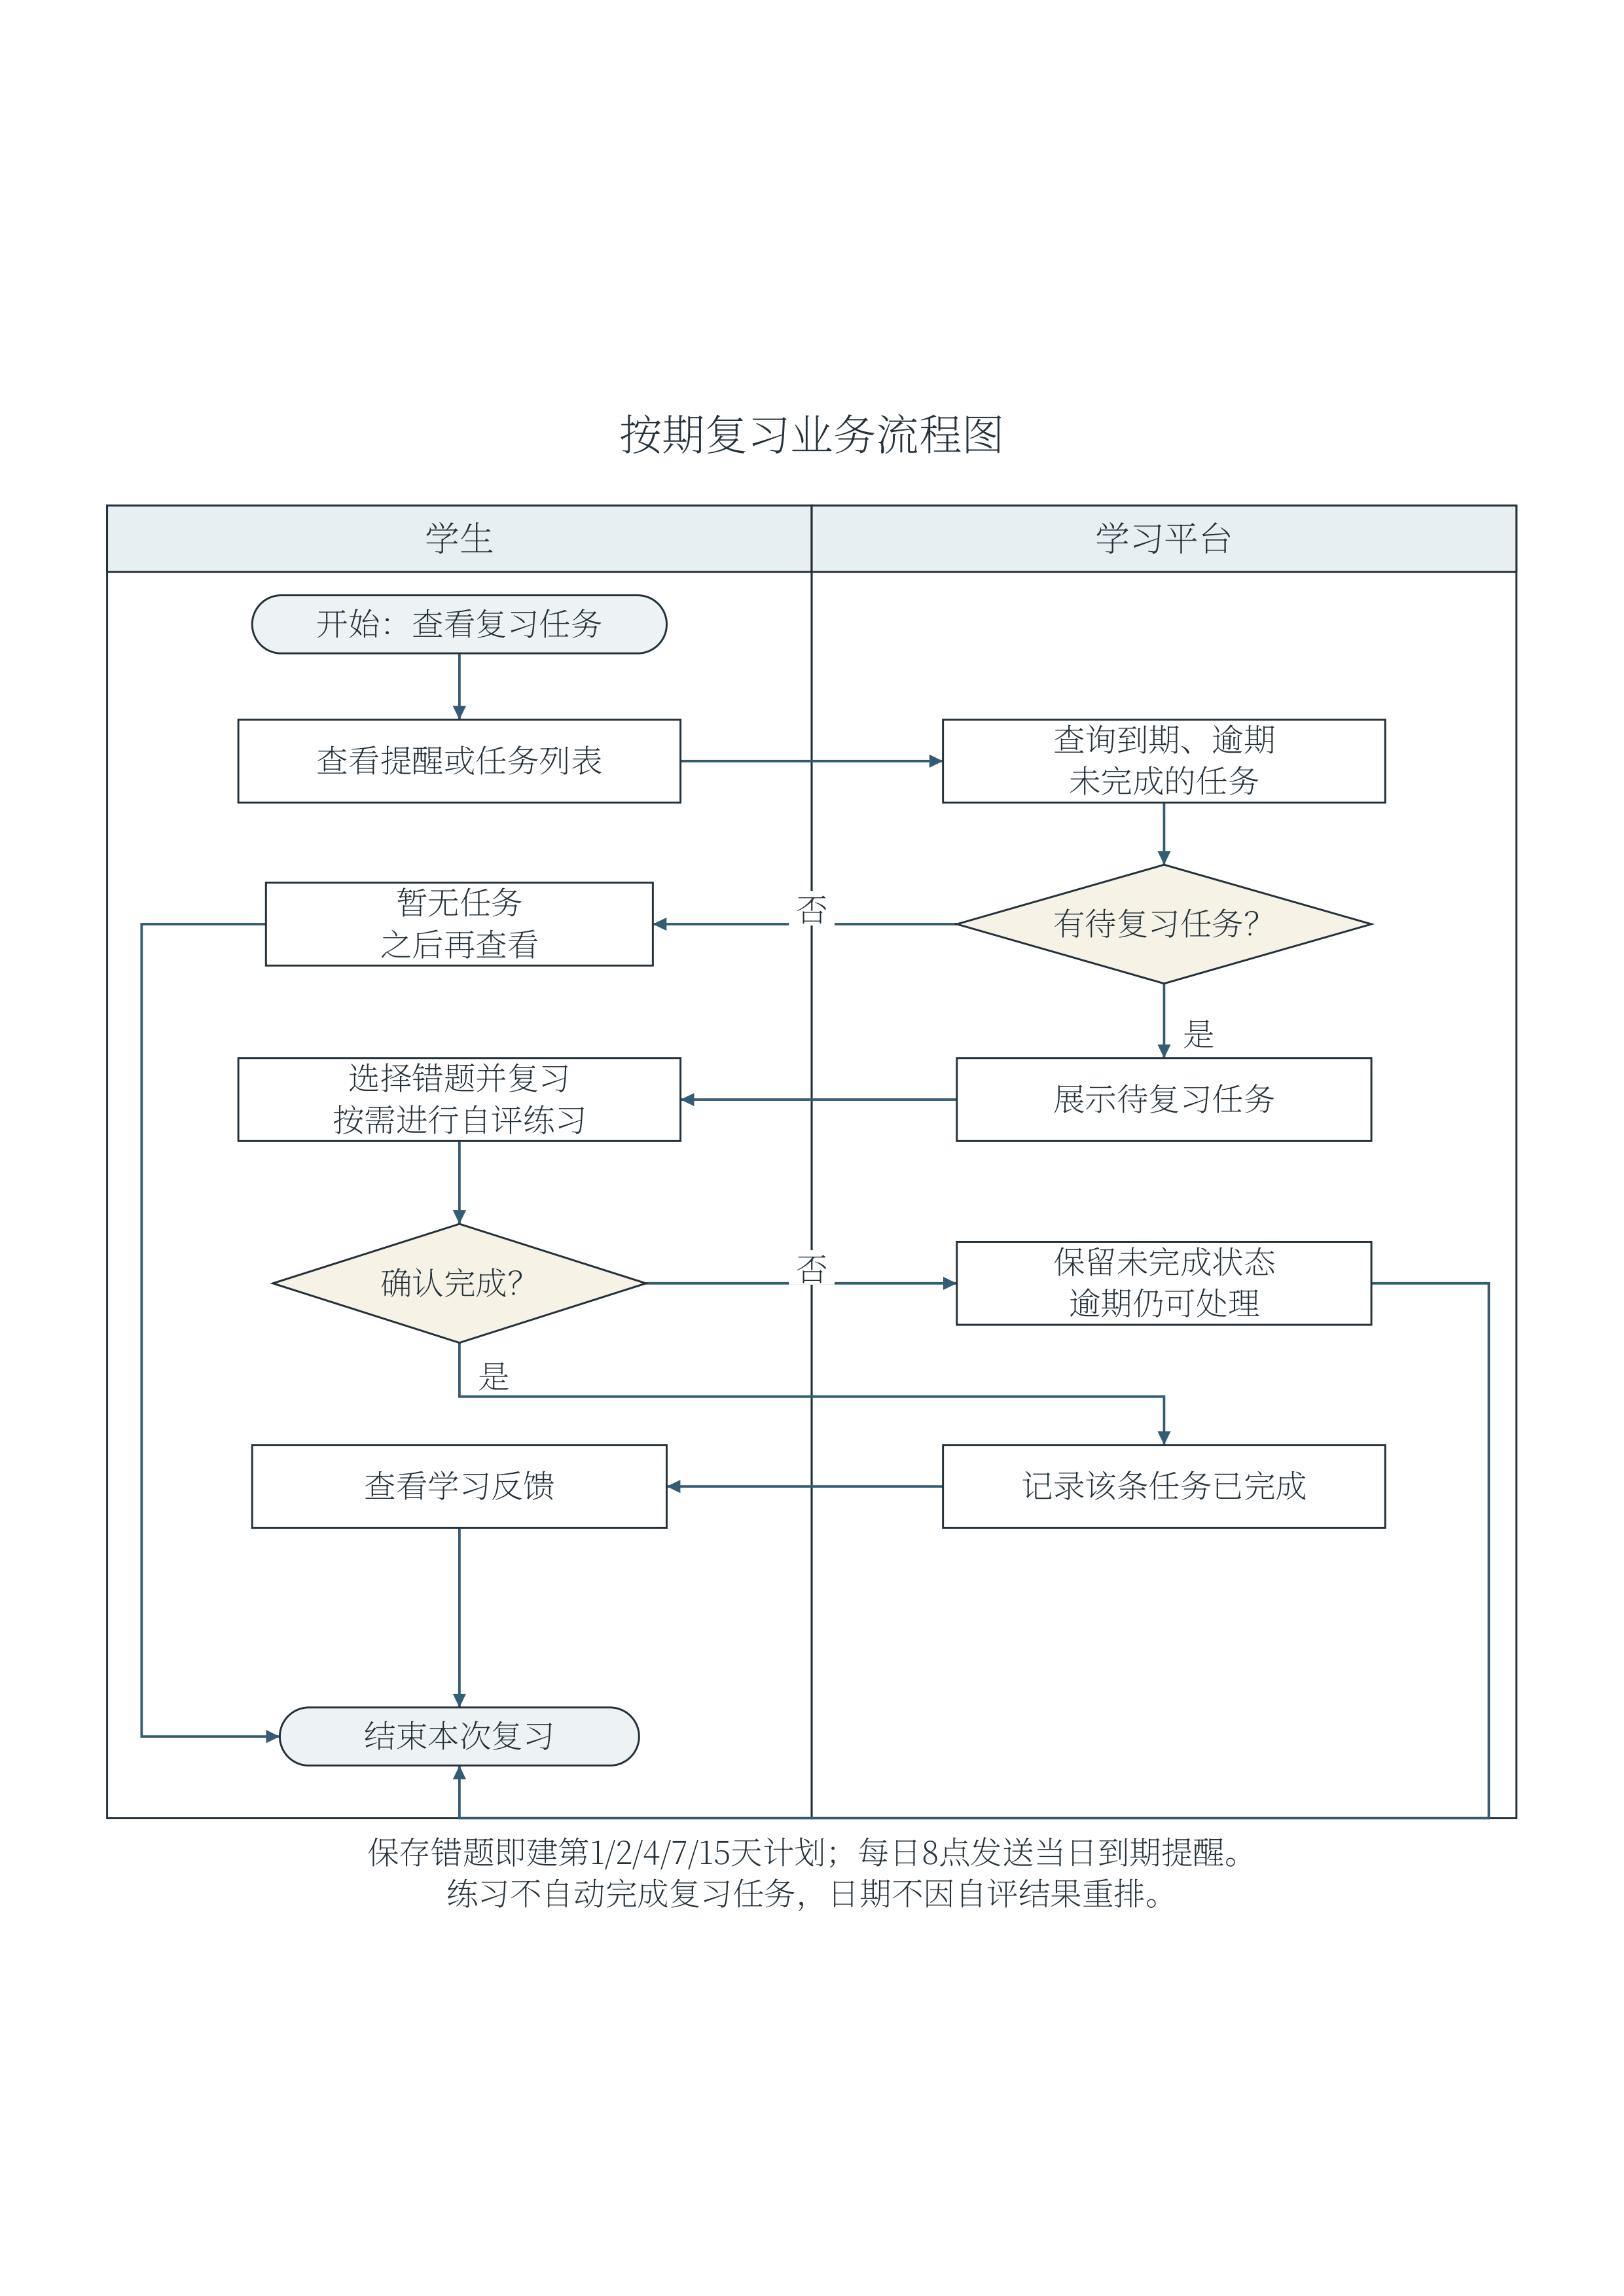 按期复习业务流程图
学生
学习平台
开始：查看复习任务
查看提醒或任务列表
查询到期、逾期
未完成的任务
暂无任务
之后再查看
否
有待复习任务？
是
选择错题并复习
按需进行自评练习
展示待复习任务
确认完成？
否
保留未完成状态
逾期仍可处理
是
查看学习反馈
记录该条任务已完成
结束本次复习
保存错题即建第1/2/4/7/15天计划；每日8点发送当日到期提醒。
练习不自动完成复习任务，日期不因自评结果重排。